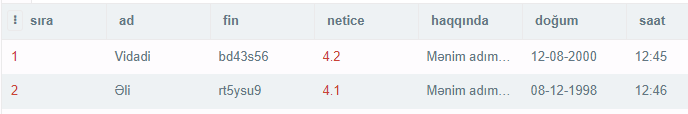 sıra ad fin netice haqqında doğum saat
1 Vidadi bd43s56 4.2 Mənim adım... 12-08-2000 12:45
2 Əli rt5ysu9 4.1 Mənim adım... 08-12-1998 12:46